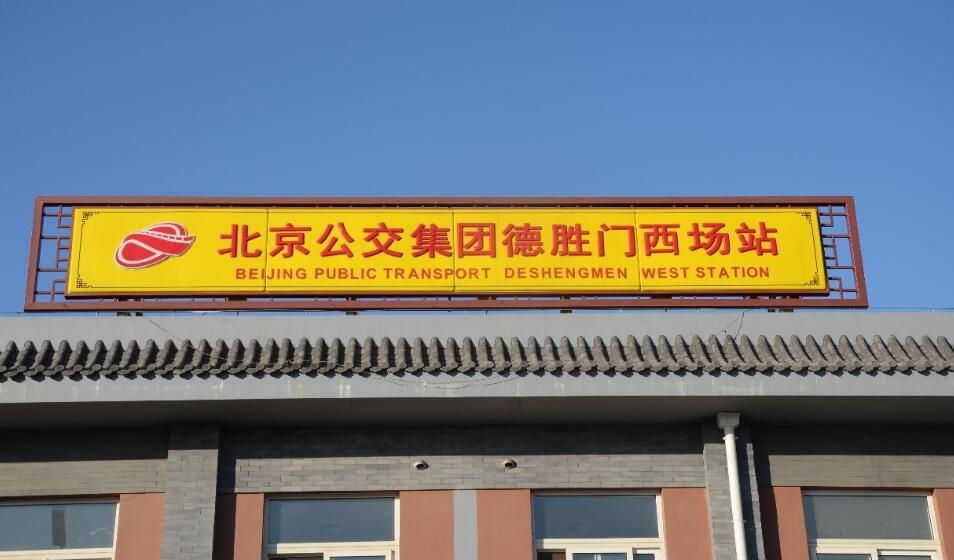 北京公交集团德胜门西场站
BEIJING PUBLIC TRANSPORT DESHENGMEN WEST STATION